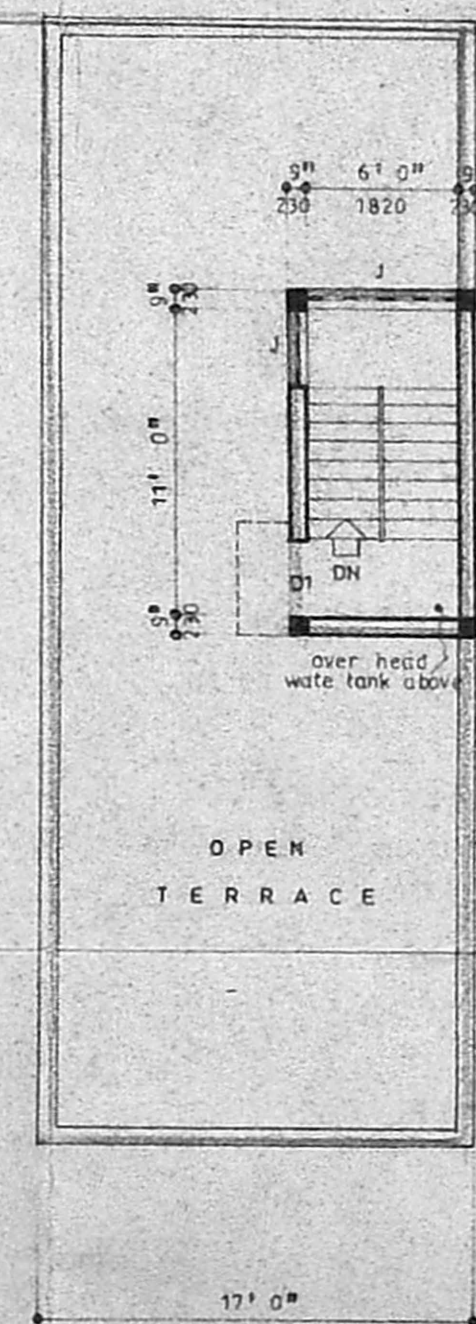 9" 6' 0" 9
230 1820 230
J
9"
230
J
11' 0"
D1
DN
9"
230
over head
wate tank above
OPEN
TERRACE
17' 0"